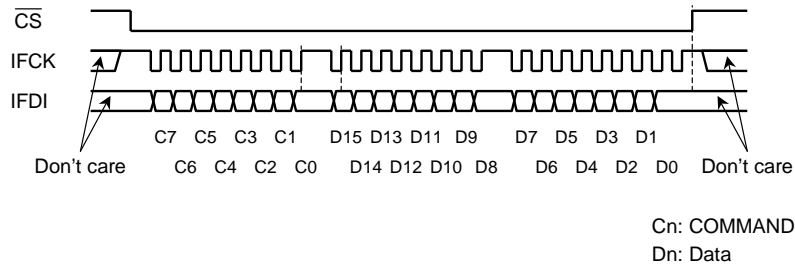 CS
IFCK
IFDI
C7 C5 C3 C1 D15 D13 D11 D9 D7 D5 D3 D1
Don't care C6 C4 C2 C0 D14 D12 D10 D8 D6 D4 D2 D0 Don't care
Cn: COMMAND
Dn: Data